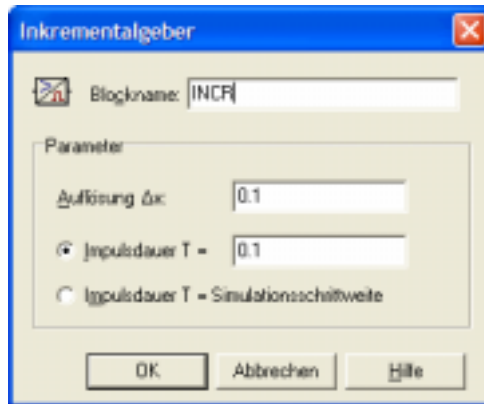 Inkrementalgeber
Blockname: INCR
Parameter
Auflösung Δx: 0.1
Impulsdauer T = 0.1
Impulsdauer T = Simulationsschrittweite
OK Abbrechen Hilfe